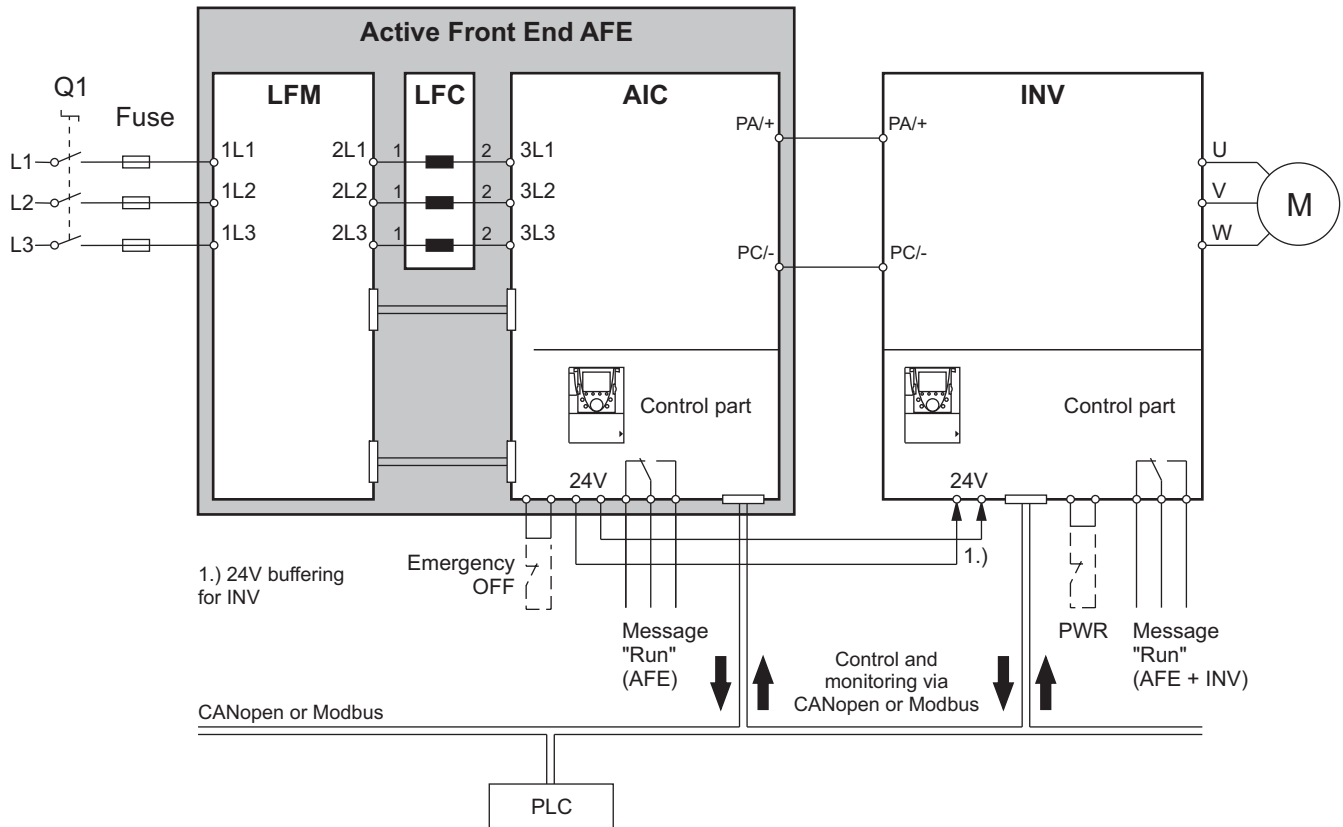 Active Front End AFE
Q1
Fuse
LFM
LFC
AIC
INV
PA/+
PA/+
L1
1L1
2L1
1
2
3L1
U
L2
1L2
2L2
1
2
3L2
V
M
L3
1L3
2L3
1
2
3L3
W
PC/-
PC/-
Control part
Control part
24V
24V
1.) 24V buffering
for INV
Emergency
OFF
1.)
Message
"Run"
(AFE)
Control and
monitoring via
CANopen or Modbus
PWR
Message
"Run"
(AFE + INV)
CANopen or Modbus
PLC